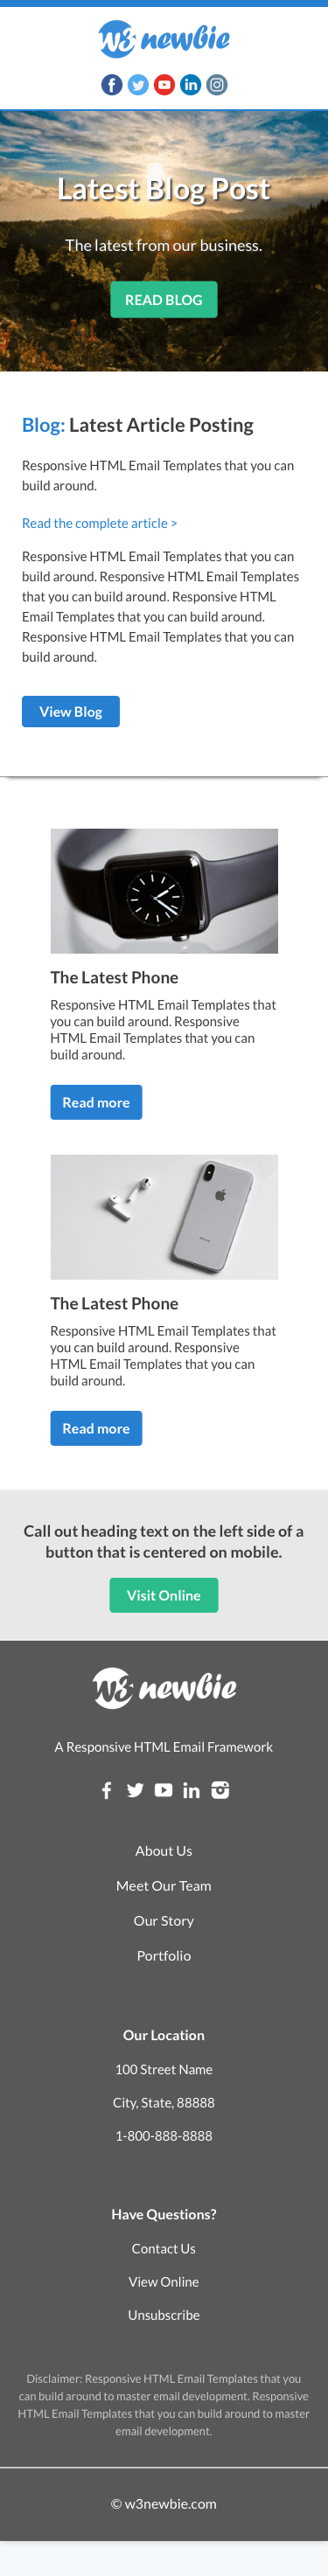 w3 newbie
Latest Blog Post
The latest from our business.
READ BLOG
Blog: Latest Article Posting
Responsive HTML Email Templates that you can
build around.
Read the complete article >
Responsive HTML Email Templates that you can
build around. Responsive HTML Email Templates
that you can build around. Responsive HTML
Email Templates that you can build around.
Responsive HTML Email Templates that you can
build around.
View Blog
The Latest Phone
Responsive HTML Email Templates that
you can build around. Responsive
HTML Email Templates that you can
build around.
Read more
The Latest Phone
Responsive HTML Email Templates that
you can build around. Responsive
HTML Email Templates that you can
build around.
Read more
Call out heading text on the left side of a
button that is centered on mobile.
Visit Online
w3 newbie
A Responsive HTML Email Framework
About Us
Meet Our Team
Our Story
Portfolio
Our Location
100 Street Name
City, State, 88888
1-800-888-8888
Have Questions?
Contact Us
View Online
Unsubscribe
Disclaimer: Responsive HTML Email Templates that you
can build around to master email development. Responsive
HTML Email Templates that you can build around to master
email development.
© w3newbie.com